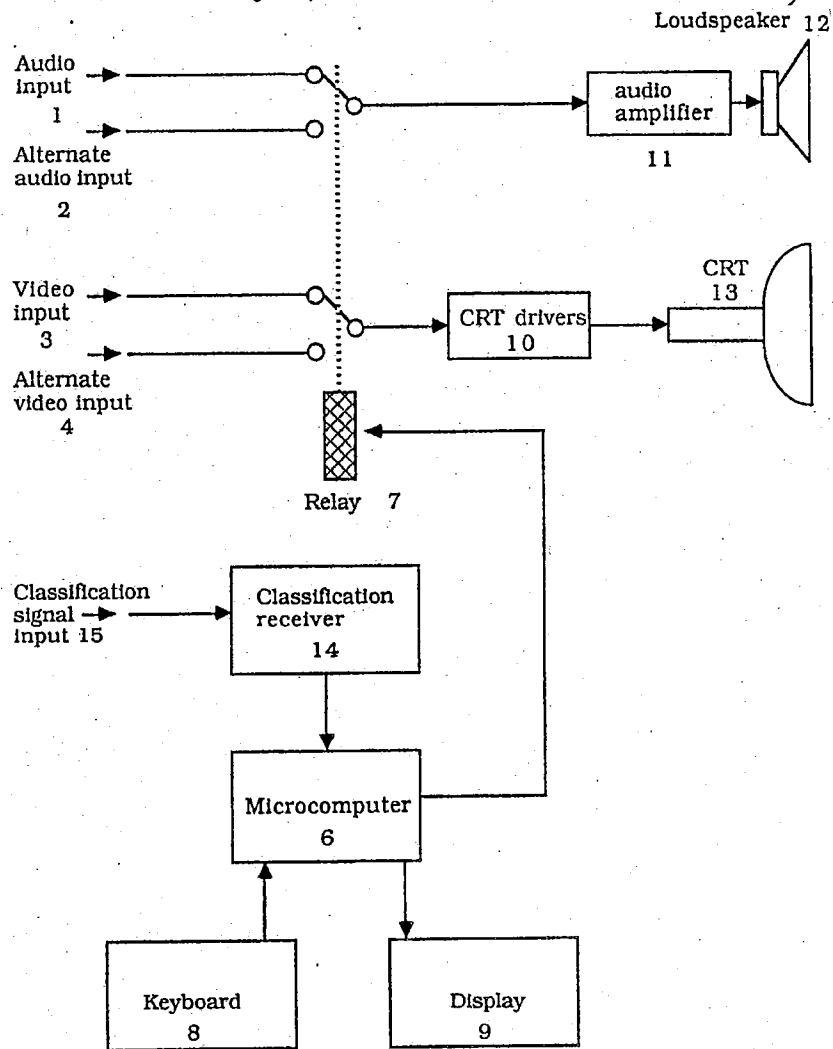 Loudspeaker 12
Audio
input
1
Alternate
audio input
2
audio
amplifier
11
Video
input
3
Alternate
video input
4
CRT drivers
10
CRT
13
Relay 7
Classification
signal
input 15
Classification
receiver
14
Microcomputer
6
Keyboard
8
Display
9